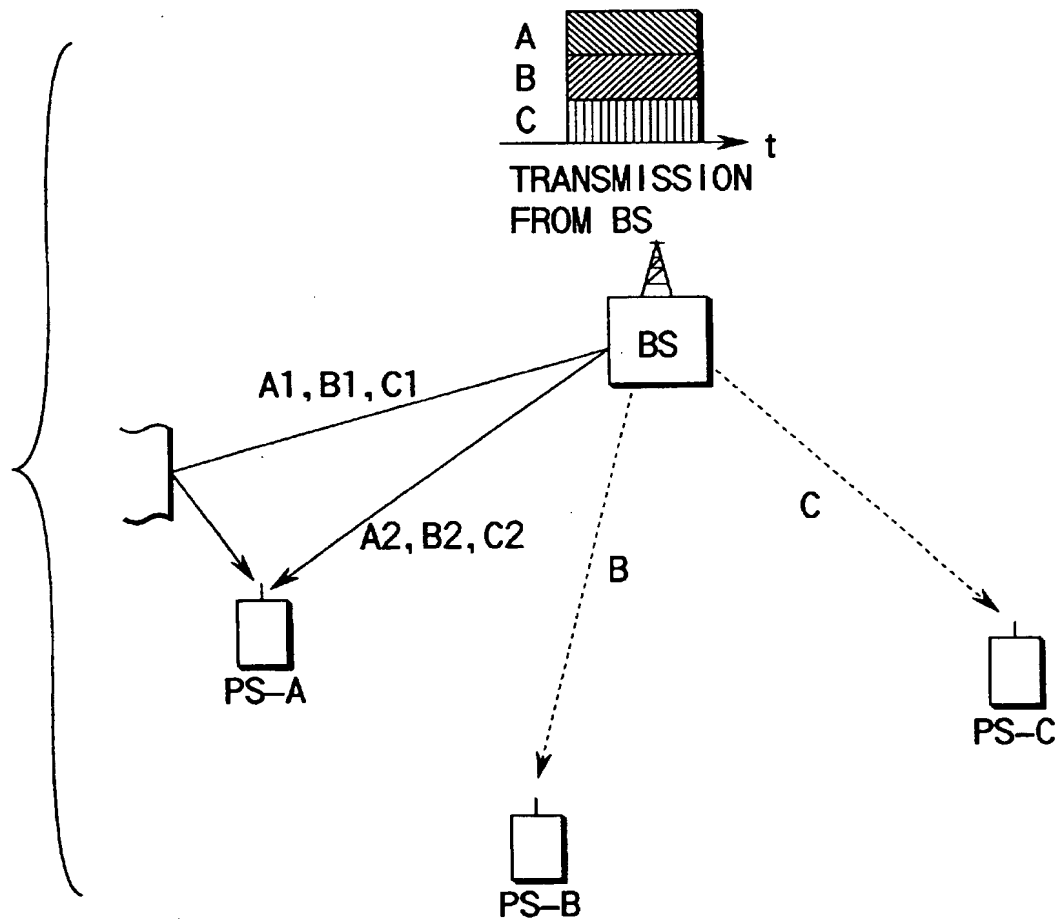 A
B
C
t
TRANSMISSION
FROM BS
BS
A1, B1, C1
A2, B2, C2
C
B
PS-A
PS-C
PS-B